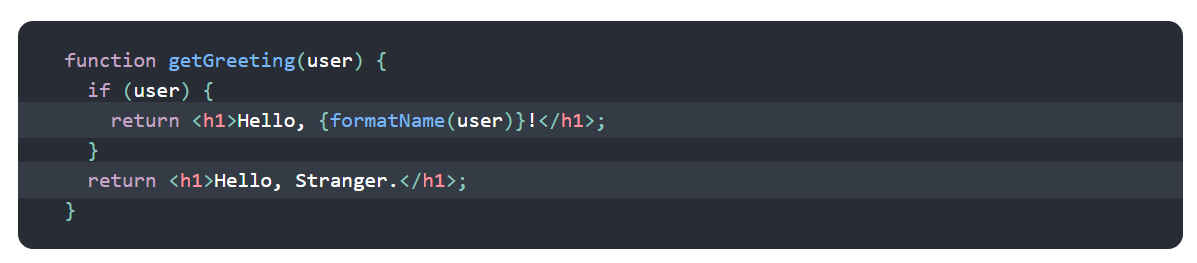 function getGreeting(user) {
  if (user) {
    return <h1>Hello, {formatName(user)}!</h1>;
  }
  return <h1>Hello, Stranger.</h1>;
}